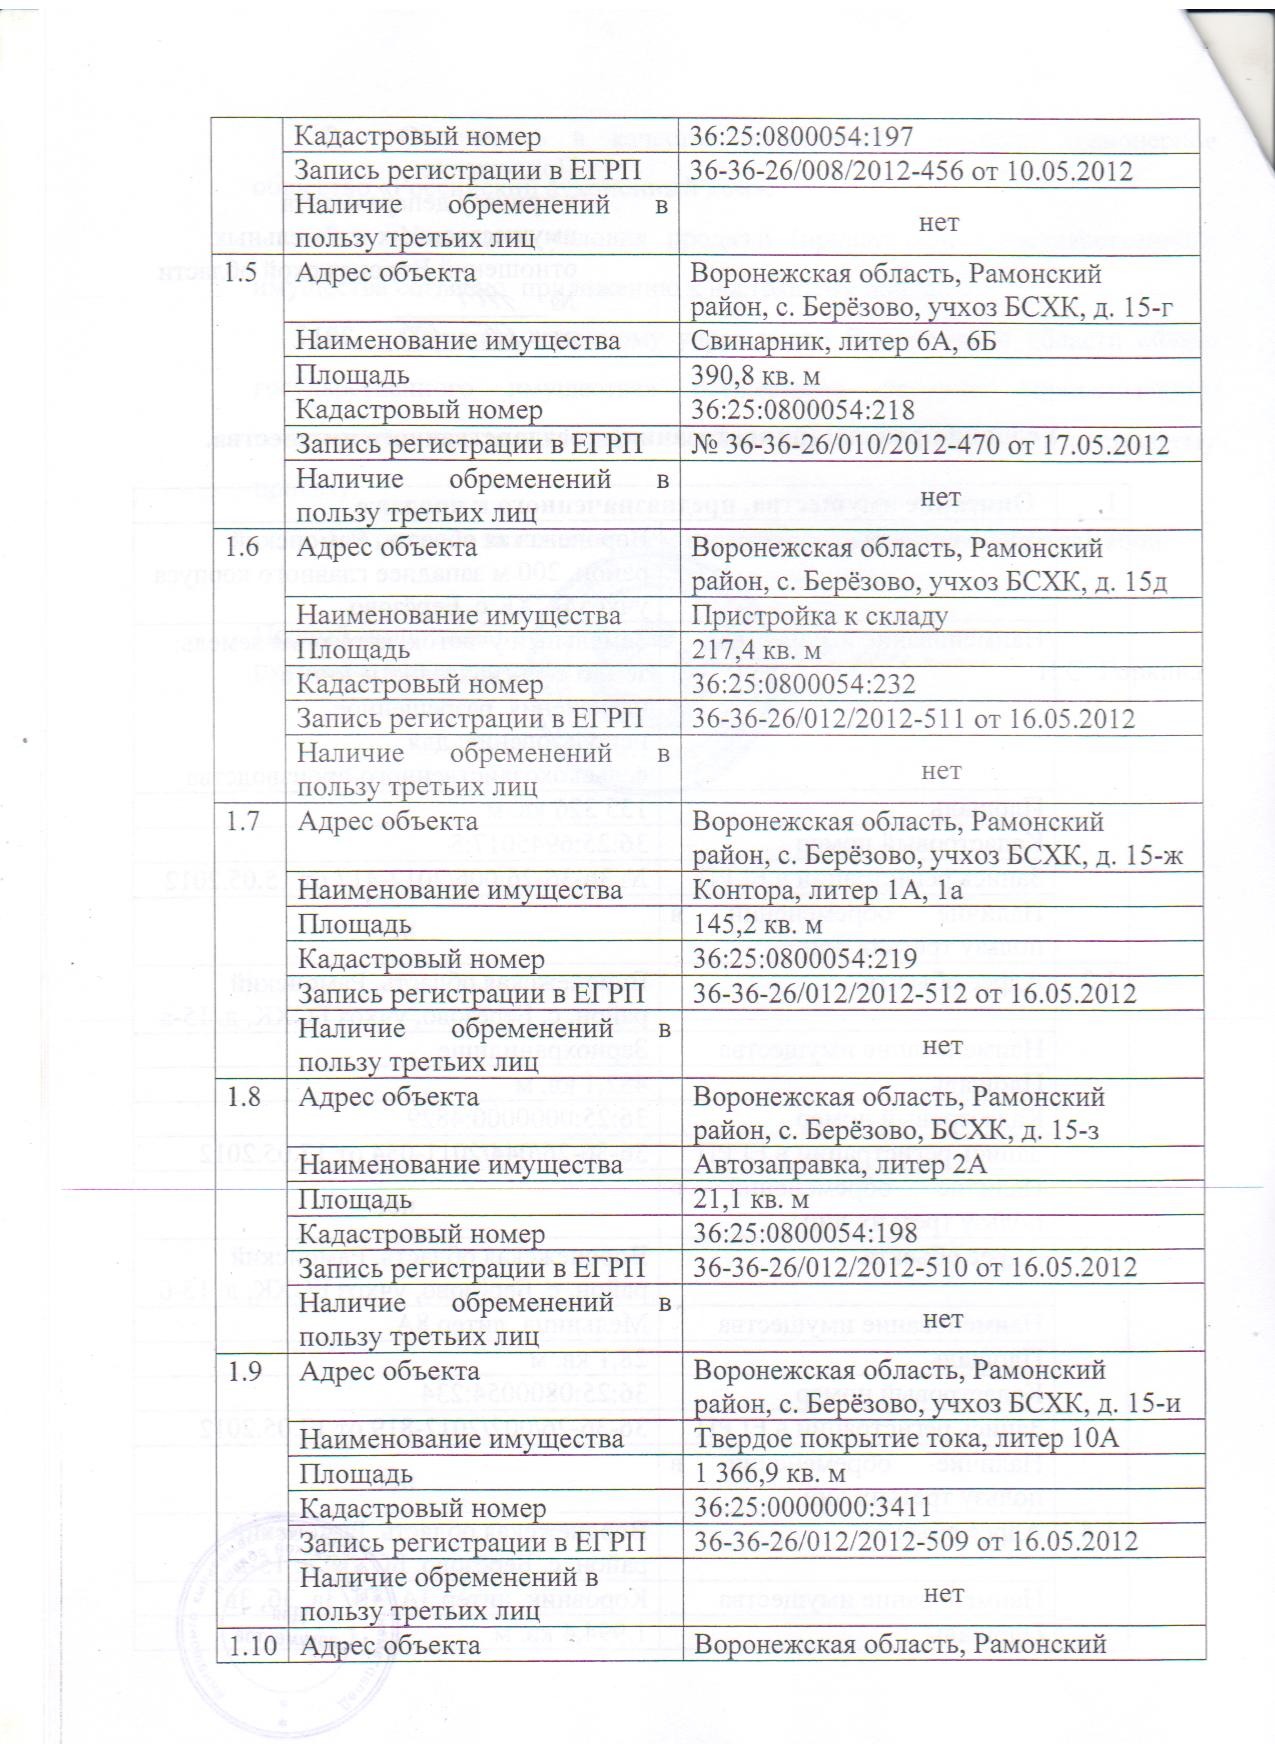 Кадастровый номер 36:25:0800054:197
Запись регистрации в ЕГРП 36-36-26/008/2012-456 от 10.05.2012
Наличие обременений в
пользу третьих лиц нет
1.5 Адрес объекта Воронежская область, Рамонский
район, с. Берёзово, учхоз БСХК, д. 15-г
Наименование имущества Свинарник, литер 6А, 6Б
Площадь 390,8 кв. м
Кадастровый номер 36:25:0800054:218
Запись регистрации в ЕГРП № 36-36-26/010/2012-470 от 17.05.2012
Наличие обременений в
пользу третьих лиц нет
1.6 Адрес объекта Воронежская область, Рамонский
район, с. Берёзово, учхоз БСХК, д. 15д
Наименование имущества Пристройка к складу
Площадь 217,4 кв. м
Кадастровый номер 36:25:0800054:232
Запись регистрации в ЕГРП 36-36-26/012/2012-511 от 16.05.2012
Наличие обременений в
пользу третьих лиц нет
1.7 Адрес объекта Воронежская область, Рамонский
район, с. Берёзово, учхоз БСХК, д. 15-ж
Наименование имущества Контора, литер 1А, 1а
Площадь 145,2 кв. м
Кадастровый номер 36:25:0800054:219
Запись регистрации в ЕГРП 36-36-26/012/2012-512 от 16.05.2012
Наличие обременений в
пользу третьих лиц нет
1.8 Адрес объекта Воронежская область, Рамонский
район, с. Берёзово, БСХК, д. 15-з
Наименование имущества Автозаправка, литер 2А
Площадь 21,1 кв. м
Кадастровый номер 36:25:0800054:198
Запись регистрации в ЕГРП 36-36-26/012/2012-510 от 16.05.2012
Наличие обременений в
пользу третьих лиц нет
1.9 Адрес объекта Воронежская область, Рамонский
район, с. Берёзово, учхоз БСХК, д. 15-и
Наименование имущества Твердое покрытие тока, литер 10А
Площадь 1 366,9 кв. м
Кадастровый номер 36:25:0000000:3411
Запись регистрации в ЕГРП 36-36-26/012/2012-509 от 16.05.2012
Наличие обременений в
пользу третьих лиц нет
1.10 Адрес объекта Воронежская область, Рамонский